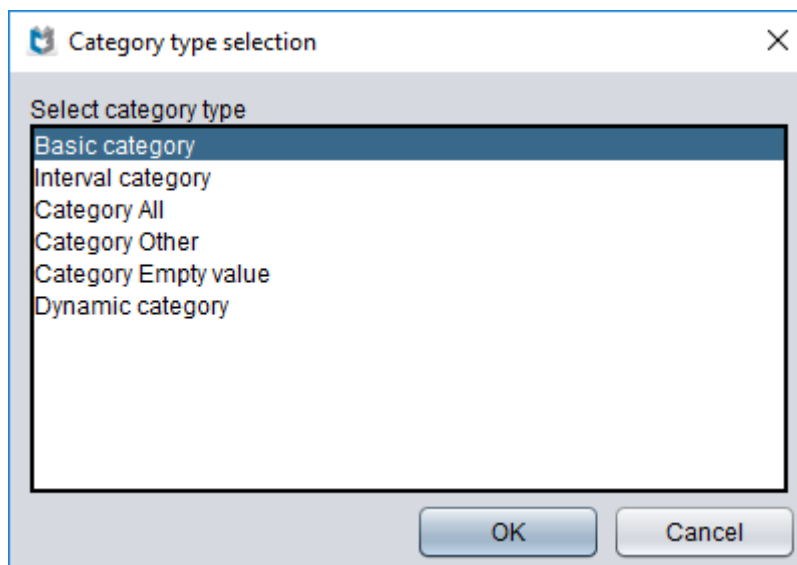 Category type selection
Select category type
Basic category
Interval category
Category All
Category Other
Category Empty value
Dynamic category
OK Cancel